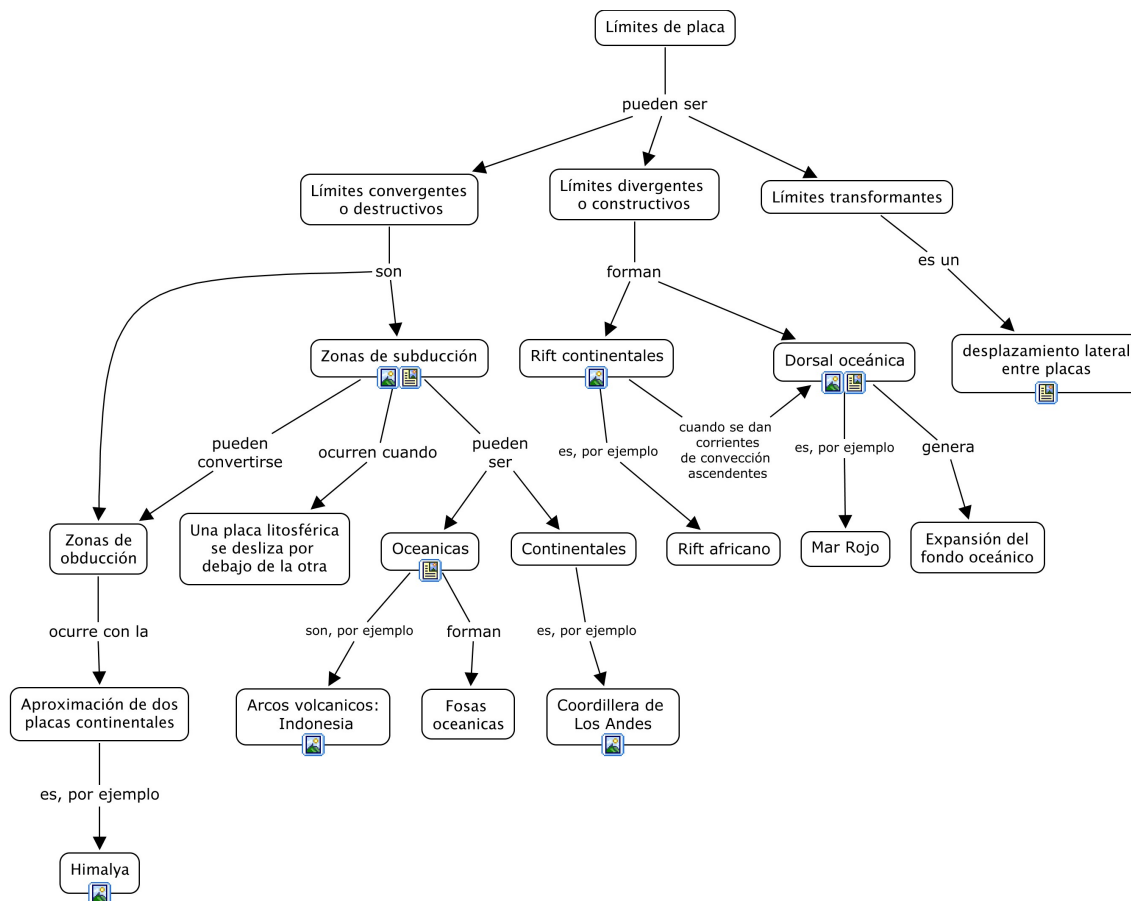 Límites de placa
pueden ser
Límites convergentes
o destructivos
Límites divergentes
o constructivos
Límites transformantes
son
forman
es un
Zonas de subducción
Rift continentales
Dorsal oceánica
desplazamiento lateral
entre placas
pueden
convertirse
ocurren cuando
pueden
ser
es, por ejemplo
cuando se dan
corrientes
de convección
ascendentes
es, por ejemplo
genera
Zonas de
obducción
Una placa litosférica
se desliza por
debajo de la otra
Oceanicas
Continentales
Rift africano
Mar Rojo
Expansión del
fondo oceánico
ocurre con la
son, por ejemplo
forman
es, por ejemplo
Aproximación de dos
placas continentales
Arcos volcanicos:
Indonesia
Fosas
oceanicas
Coordillera de
Los Andes
es, por ejemplo
Himalya